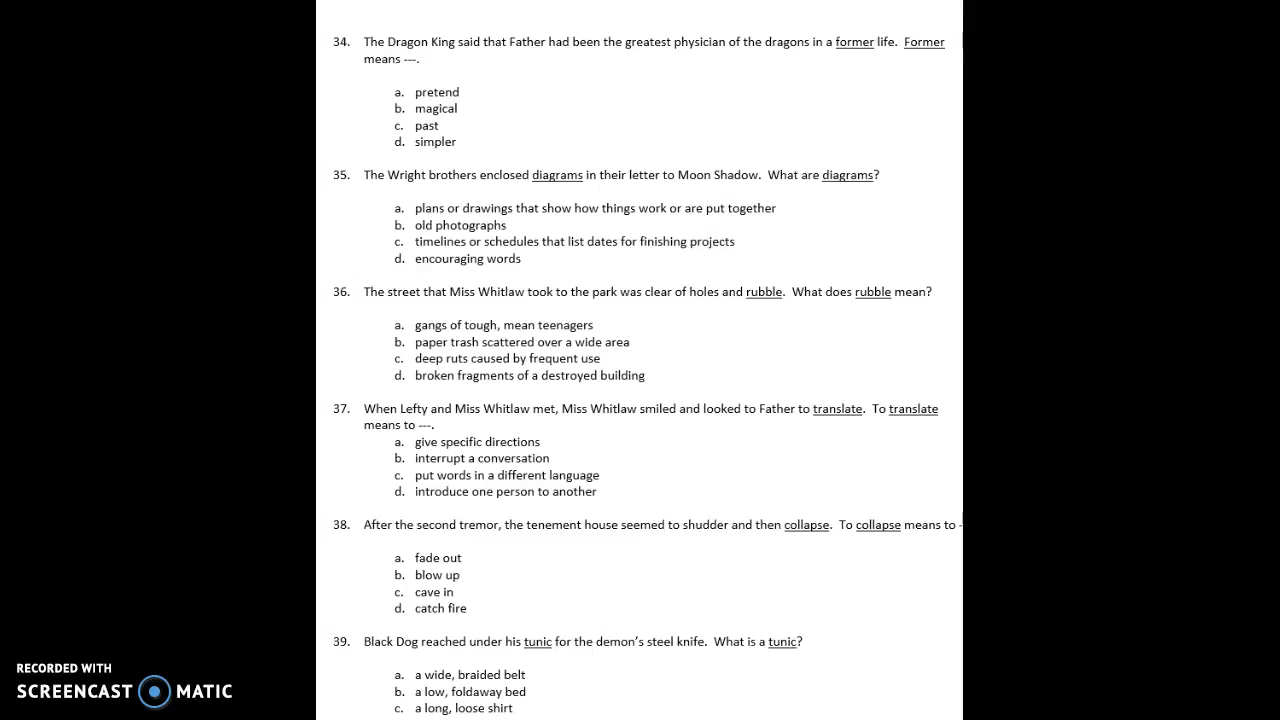 34. The Dragon King said that Father had been the greatest physician of the dragons in a former life. Former
means ---.
a. pretend
b. magical
c. past
d. simpler
35. The Wright brothers enclosed diagrams in their letter to Moon Shadow. What are diagrams?
a. plans or drawings that show how things work or are put together
b. old photographs
c. timelines or schedules that list dates for finishing projects
d. encouraging words
36. The street that Miss Whitlaw took to the park was clear of holes and rubble. What does rubble mean?
a. gangs of tough, mean teenagers
b. paper trash scattered over a wide area
c. deep ruts caused by frequent use
d. broken fragments of a destroyed building
37. When Lefty and Miss Whitlaw met, Miss Whitlaw smiled and looked to Father to translate. To translate
means to ---.
a. give specific directions
b. interrupt a conversation
c. put words in a different language
d. introduce one person to another
38. After the second tremor, the tenement house seemed to shudder and then collapse. To collapse means to -
a. fade out
b. blow up
c. cave in
d. catch fire
39. Black Dog reached under his tunic for the demon’s steel knife. What is a tunic?
a. a wide, braided belt
b. a low, foldaway bed
c. a long, loose shirt
RECORDED WITH
SCREENCAST MATIC